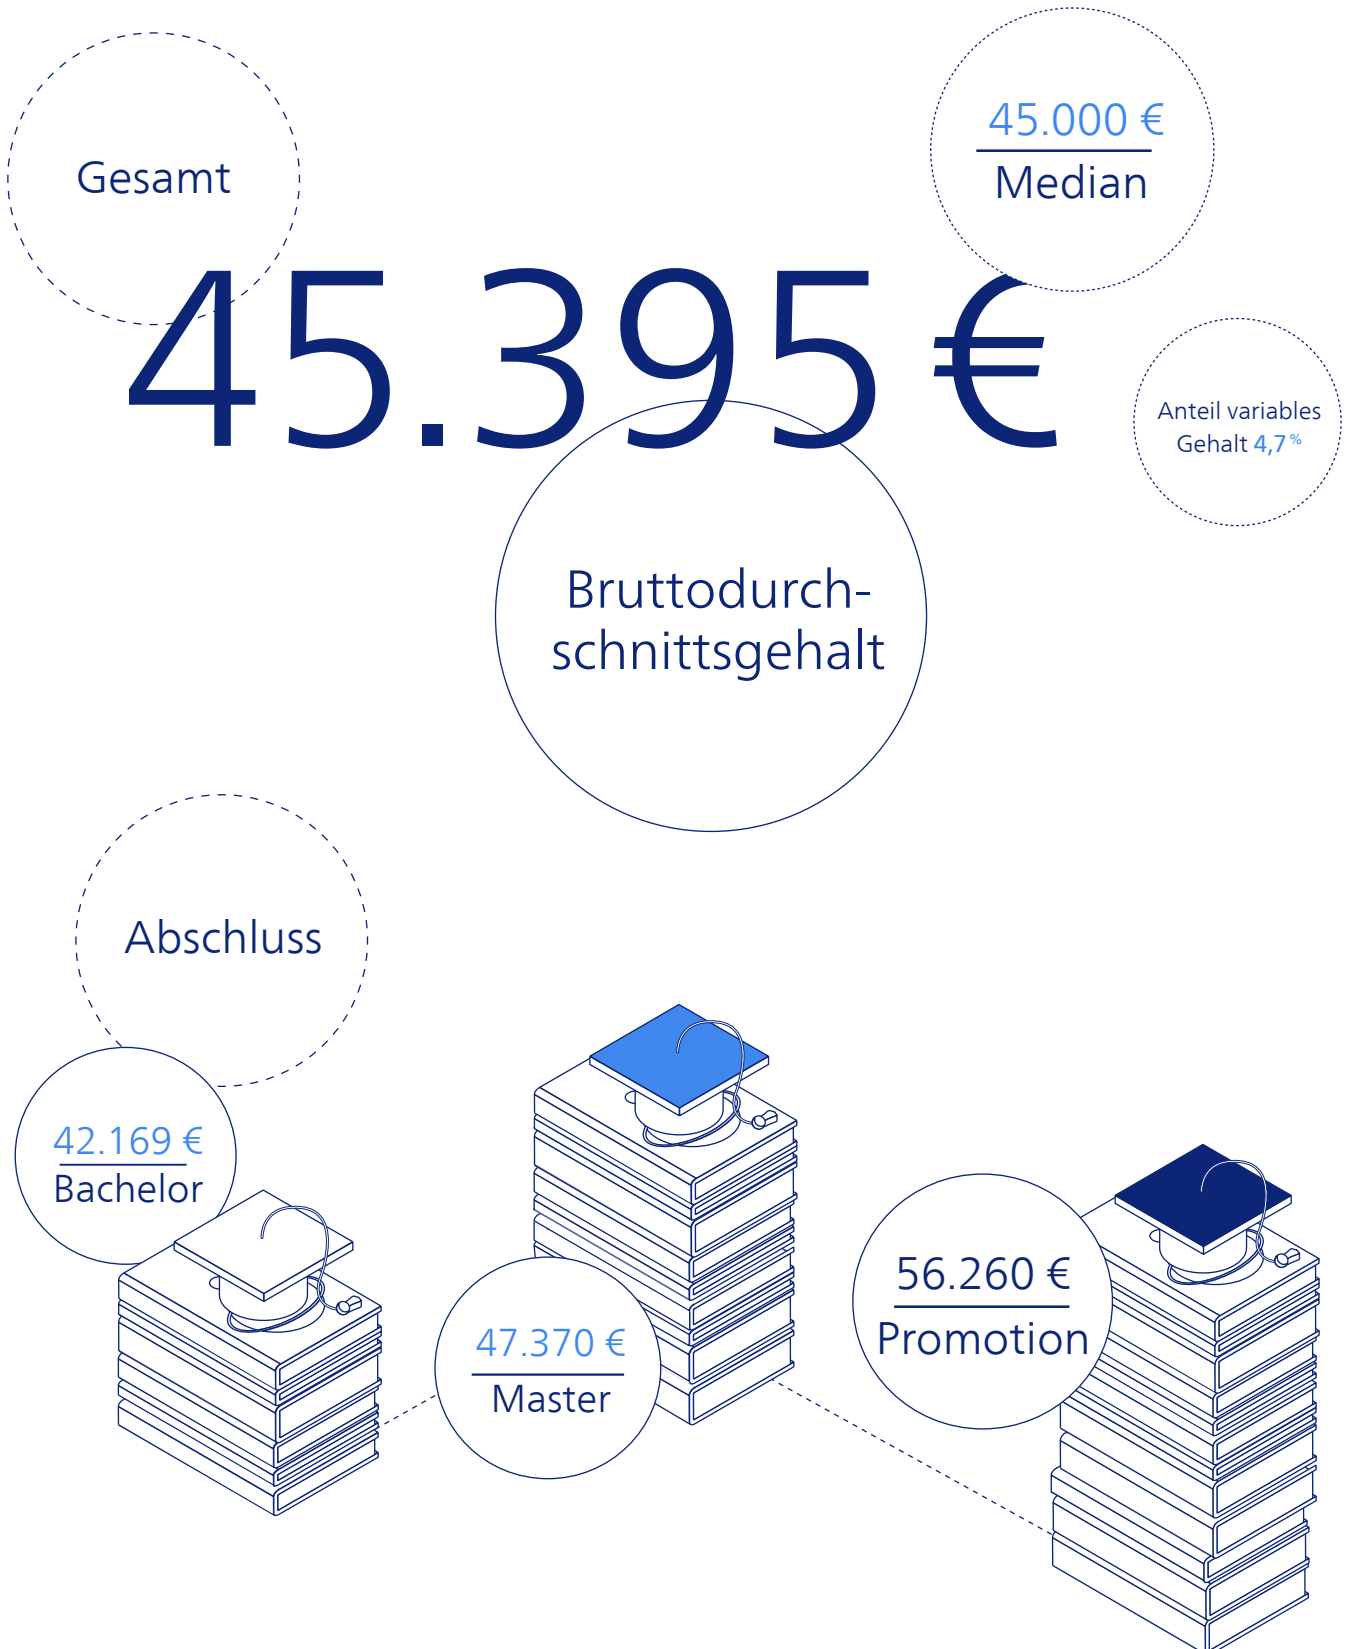 Gesamt
45.000 €
Median
45.395 €
Anteil variables
Gehalt 4,7 %
Bruttodurch-
schnittsgehalt
Abschluss
42.169 €
Bachelor
47.370 €
Master
56.260 €
Promotion